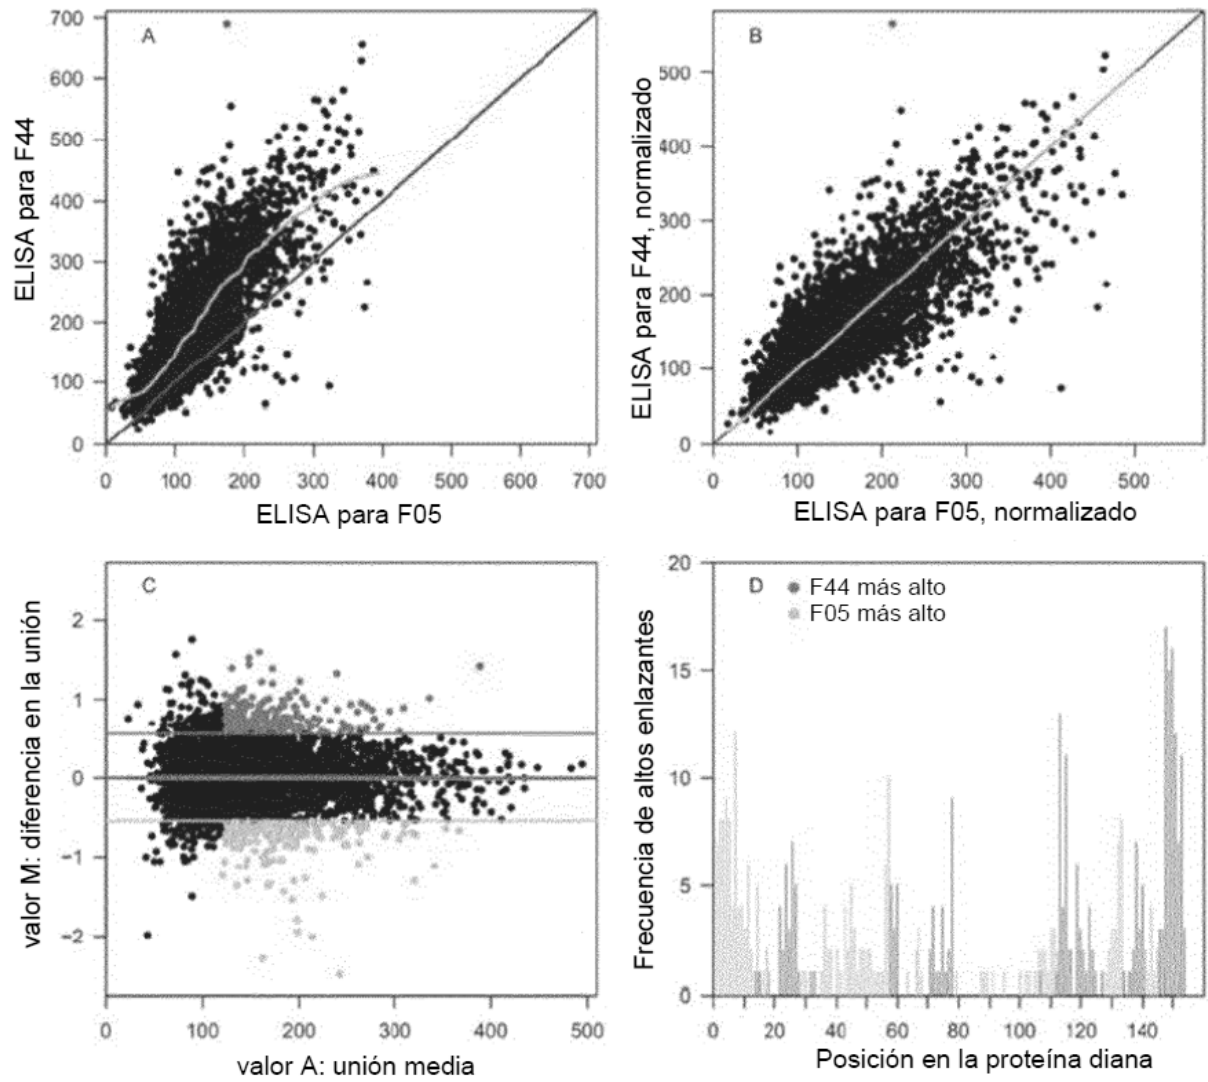 A
ELISA para F44
700
600
500
400
300
200
100
0
0 100 200 300 400 500 600 700
ELISA para F05
B
ELISA para F44, normalizado
500
400
300
200
100
0
0 100 200 300 400 500
ELISA para F05, normalizado
C
valor M: diferencia en la unión
2
1
0
−1
−2
0 100 200 300 400 500
valor A: unión media
D
F44 más alto
F05 más alto
Frecuencia de altos enlazantes
20
15
10
5
0
0 20 40 60 80 100 120 140
Posición en la proteína diana